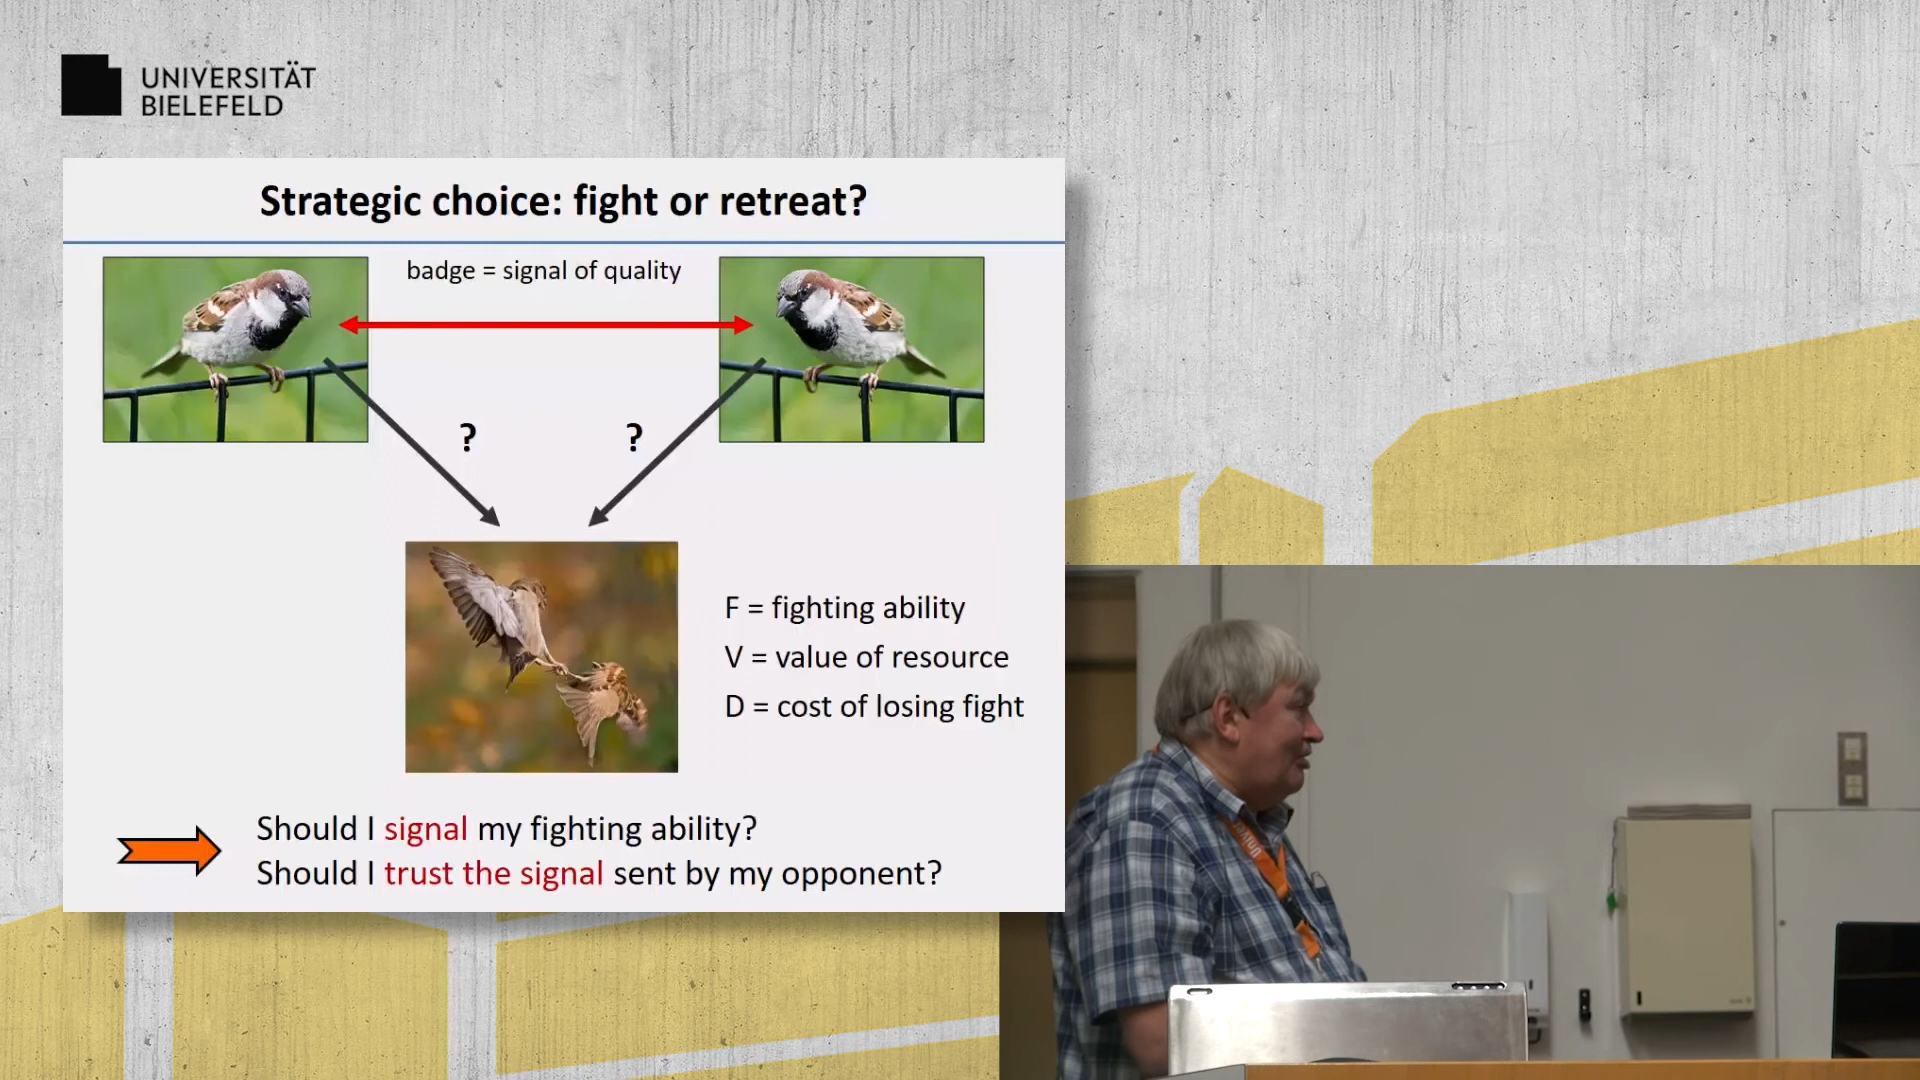 UNIVERSITÄT
BIELEFELD
Strategic choice: fight or retreat?
badge = signal of quality
? ?
F = fighting ability
V = value of resource
D = cost of losing fight
Should I signal my fighting ability?
Should I trust the signal sent by my opponent?
Univer